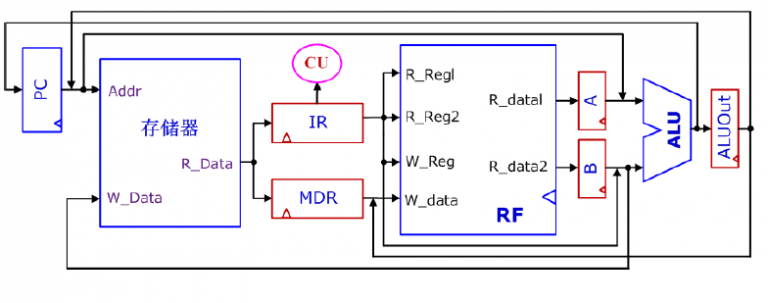 PC
Addr
存储器
R_Data
W_Data
CU
IR
MDR
R_Regl
R_Reg2
W_Reg
W_data
R_datal
R_data2
RF
A
B
ALU
ALUOut